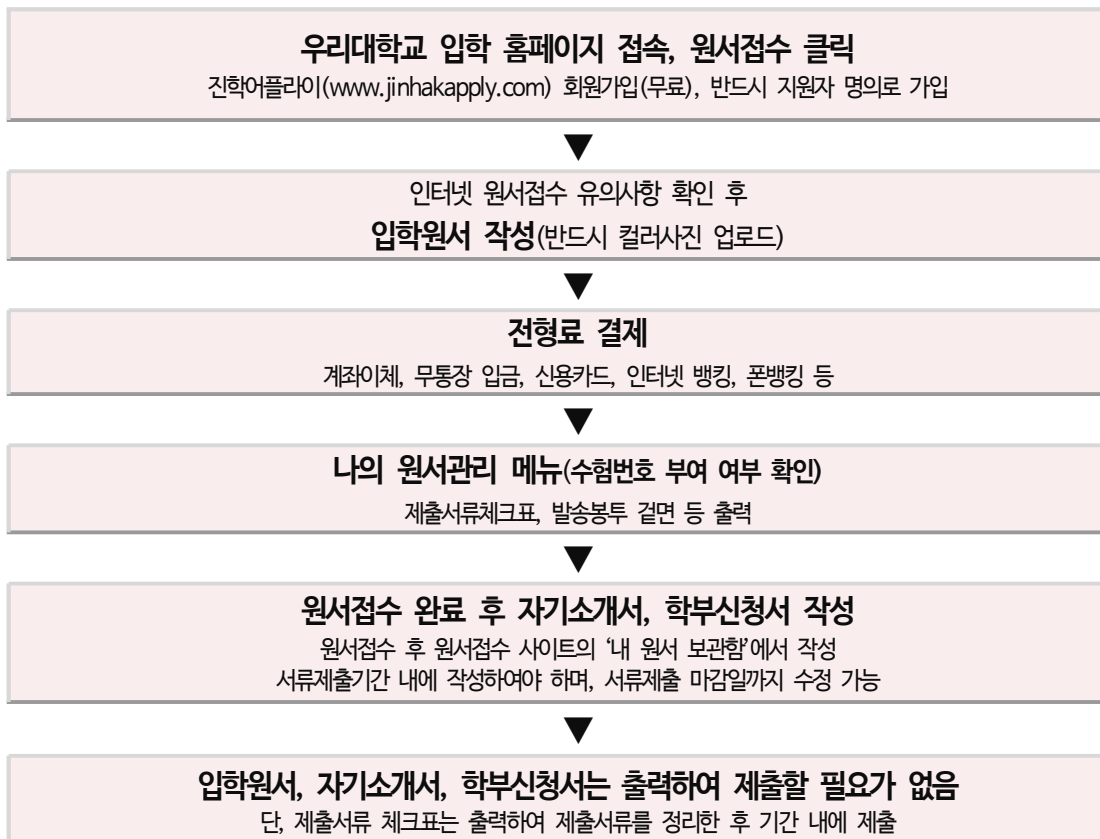 우리대학교 입학 홈페이지 접속, 원서접수 클릭
진학어플라이(www.jinhakapply.com) 회원가입(무료), 반드시 지원자 명의로 가입
▼
인터넷 원서접수 유의사항 확인 후
입학원서 작성(반드시 컬러사진 업로드)
▼
전형료 결제
계좌이체, 무통장 입금, 신용카드, 인터넷 뱅킹, 폰뱅킹 등
▼
나의 원서관리 메뉴(수험번호 부여 여부 확인)
제출서류체크표, 발송봉투 겉면 등 출력
▼
원서접수 완료 후 자기소개서, 학부신청서 작성
원서접수 후 원서접수 사이트의 ‘내 원서 보관함’에서 작성
서류제출기간 내에 작성하여야 하며, 서류제출 마감일까지 수정 가능
▼
입학원서, 자기소개서, 학부신청서는 출력하여 제출할 필요가 없음
단, 제출서류 체크표는 출력하여 제출서류를 정리한 후 기간 내에 제출